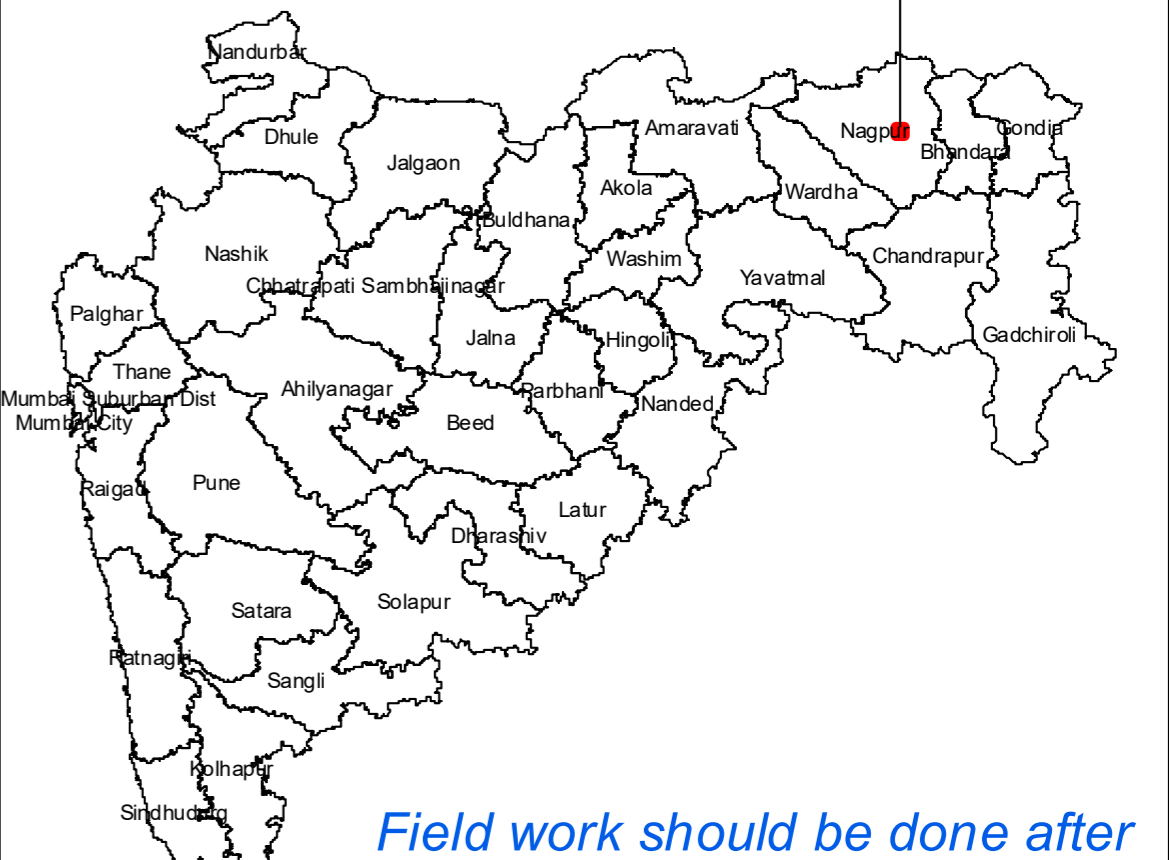 Nandurbar
Dhule
Jalgaon
Amaravati
Nagpur
Gondia
Bhandara
Akola
Wardha
Buldhana
Nashik
Washim
Chandrapur
Yavatmal
Chhatrapati Sambhajinagar
Palghar
Jalna
Hingoli
Gadchiroli
Thane
Ahilyanagar
Parbhani
Mumbai Suburban Dist
Nanded
Mumbai City
Beed
Raigad
Pune
Latur
Dharashiv
Satara
Solapur
Ratnagiri
Sangli
Kolhapur
Sindhudurg
Field work should be done after